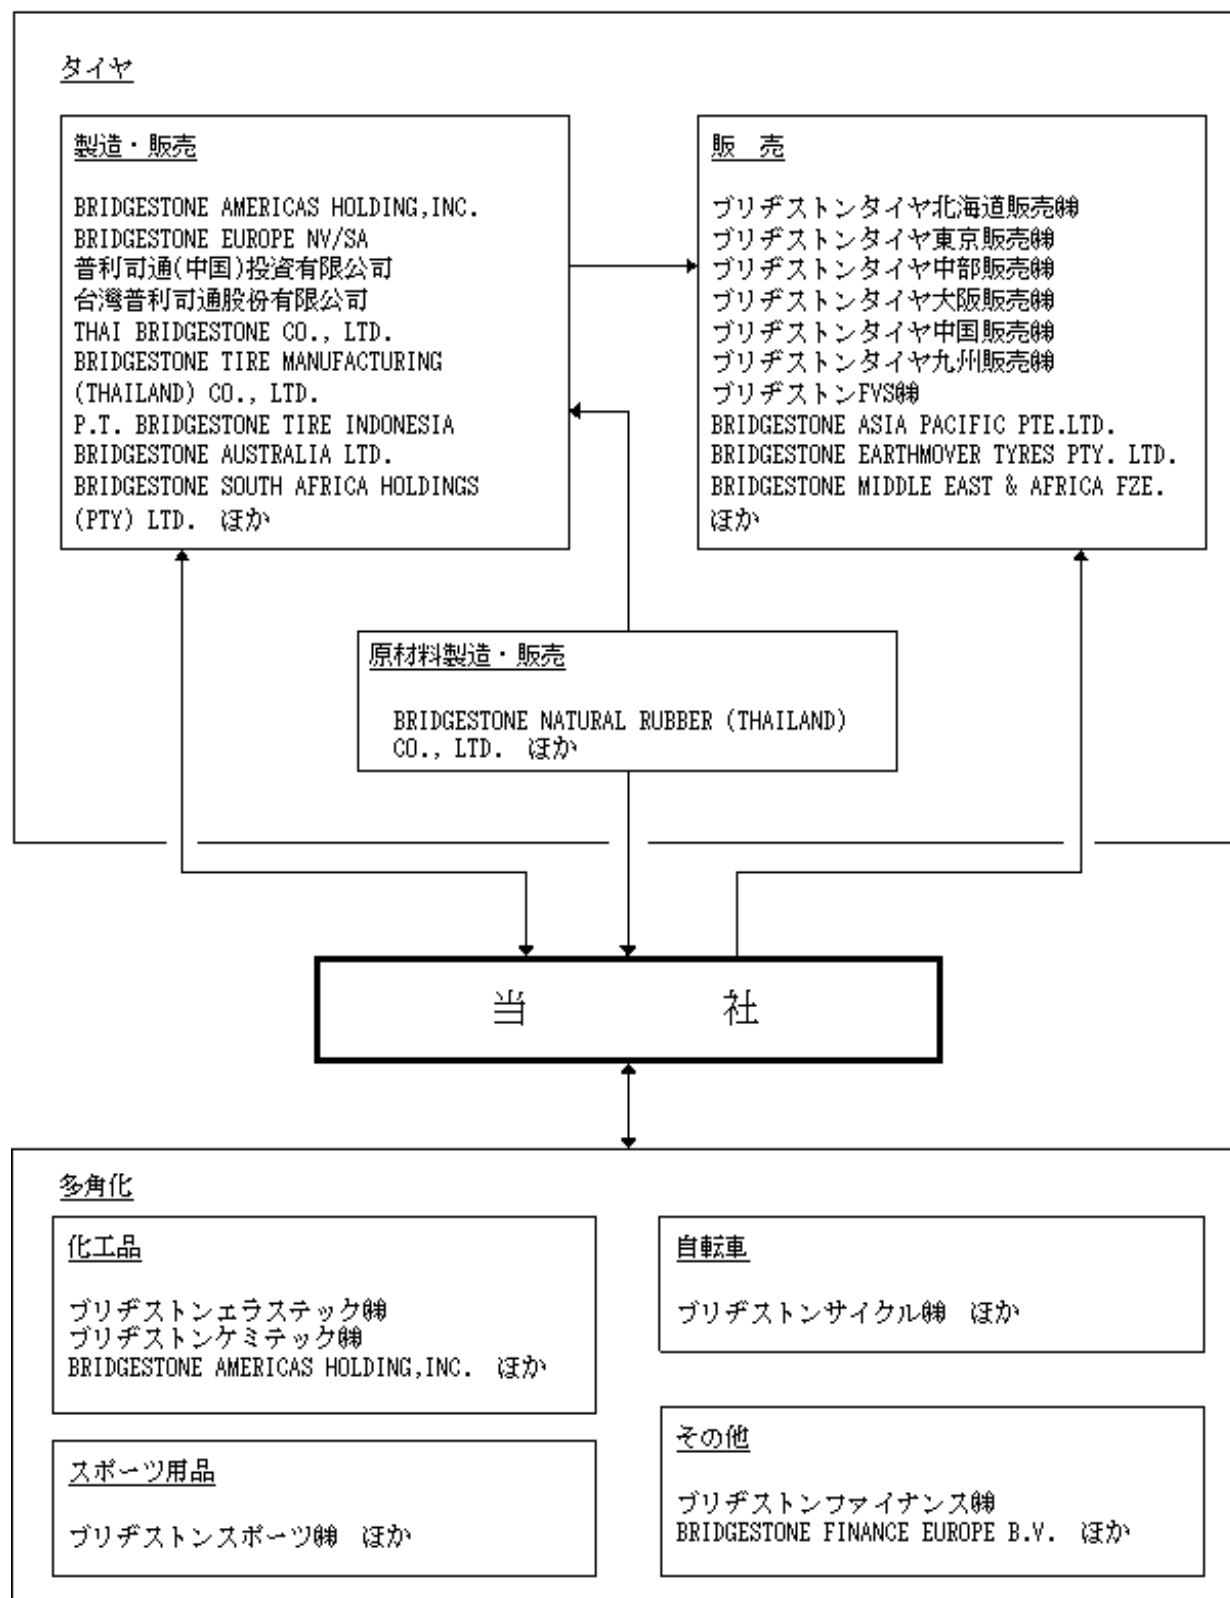 タイヤ
製造・販売
BRIDGESTONE AMERICAS HOLDING,INC.
BRIDGESTONE EUROPE NV/SA
普利司通(中国)投資有限公司
台灣普利司通股份有限公司
THAI BRIDGESTONE CO., LTD.
BRIDGESTONE TIRE MANUFACTURING
(THAILAND) CO., LTD.
P.T. BRIDGESTONE TIRE INDONESIA
BRIDGESTONE AUSTRALIA LTD.
BRIDGESTONE SOUTH AFRICA HOLDINGS
(PTY) LTD. ほか
販 売
ブリヂストンタイヤ北海道販売㈱
ブリヂストンタイヤ東京販売㈱
ブリヂストンタイヤ中部販売㈱
ブリヂストンタイヤ大阪販売㈱
ブリヂストンタイヤ中国販売㈱
ブリヂストンタイヤ九州販売㈱
ブリヂストンFVS㈱
BRIDGESTONE ASIA PACIFIC PTE.LTD.
BRIDGESTONE EARTHMOVER TYRES PTY. LTD.
BRIDGESTONE MIDDLE EAST & AFRICA FZE.
ほか
原材料製造・販売
BRIDGESTONE NATURAL RUBBER (THAILAND)
CO., LTD. ほか
当 社
多角化
化工品
ブリヂストンエラステック㈱
ブリヂストンケミテック㈱
BRIDGESTONE AMERICAS HOLDING,INC. ほか
自転車
ブリヂストンサイクル㈱ ほか
スポーツ用品
ブリヂストンスポーツ㈱ ほか
その他
ブリヂストンファイナンス㈱
BRIDGESTONE FINANCE EUROPE B.V. ほか